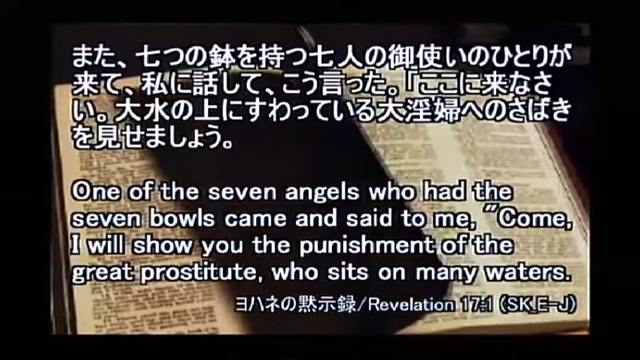 また、七つの鉢を持つ七人の御使いのひとりが
来て、私に話して、こう言った。「ここに来なさ
い。大水の上にすわっている大淫婦へのさばき
を見せましょう。
One of the seven angels who had the
seven bowls came and said to me, "Come,
I will show you the punishment of the
great prostitute, who sits on many waters.
ヨハネの黙示録/Revelation 17:1 (SK_E-J)